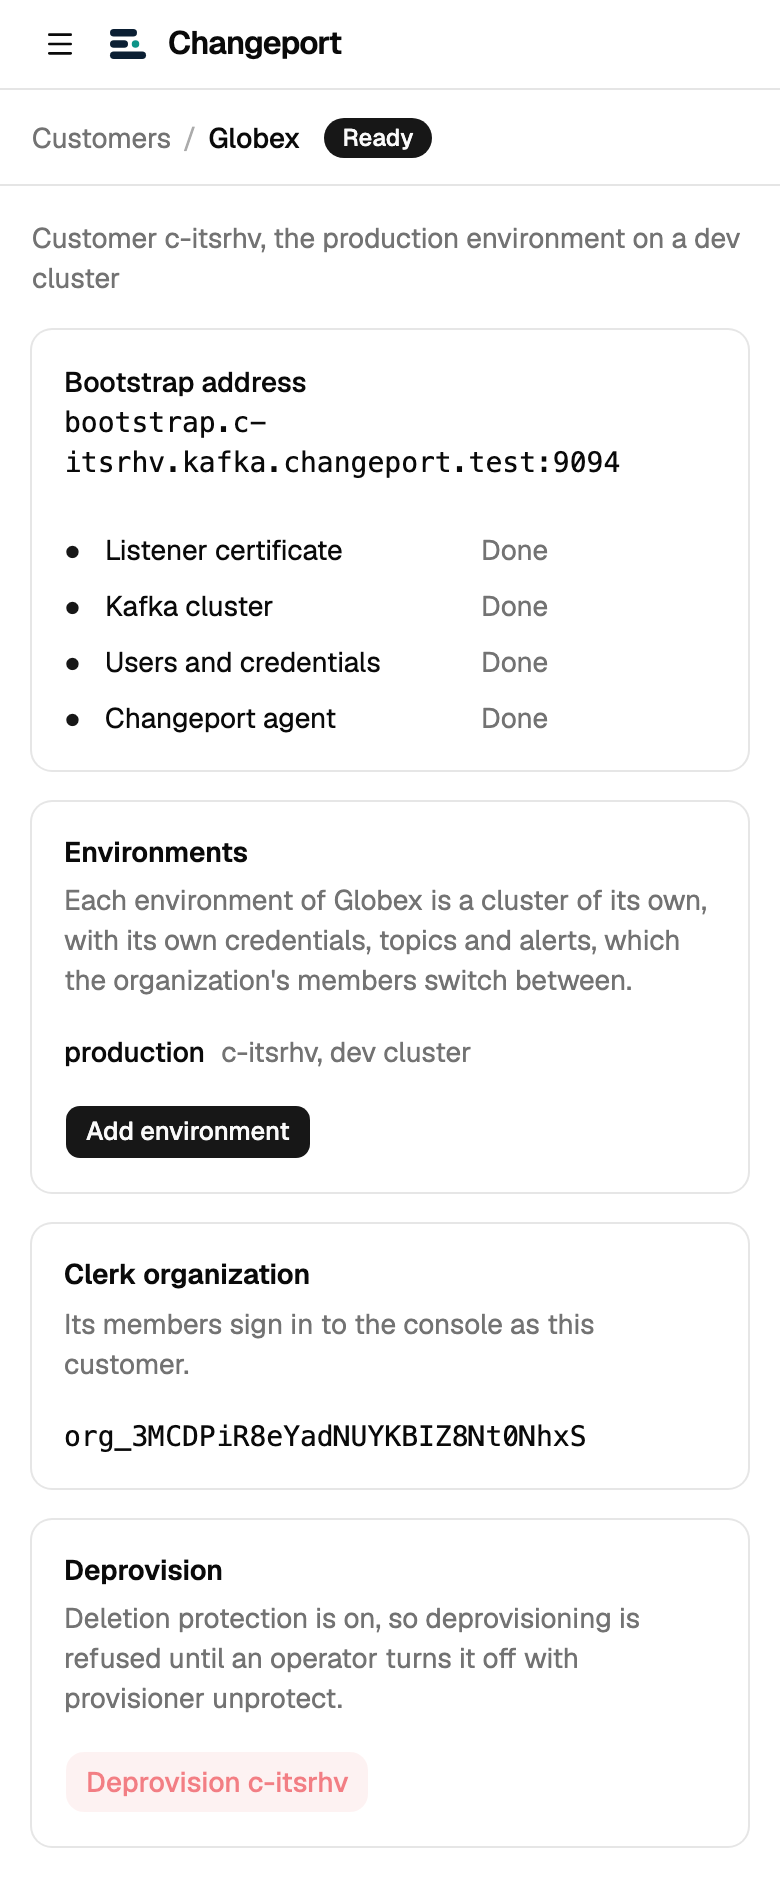 Changeport
Customers / Globex Ready
Customer c-itsrhv, the production environment on a dev
cluster
Bootstrap address
bootstrap.c-
itsrhv.kafka.changeport.test:9094
Listener certificate Done
Kafka cluster Done
Users and credentials Done
Changeport agent Done
Environments
Each environment of Globex is a cluster of its own,
with its own credentials, topics and alerts, which
the organization's members switch between.
production c-itsrhv, dev cluster
Add environment
Clerk organization
Its members sign in to the console as this
customer.
org_3MCDPiR8eYadNUYKBIZ8Nt0NhxS
Deprovision
Deletion protection is on, so deprovisioning is
refused until an operator turns it off with
provisioner unprotect.
Deprovision c-itsrhv